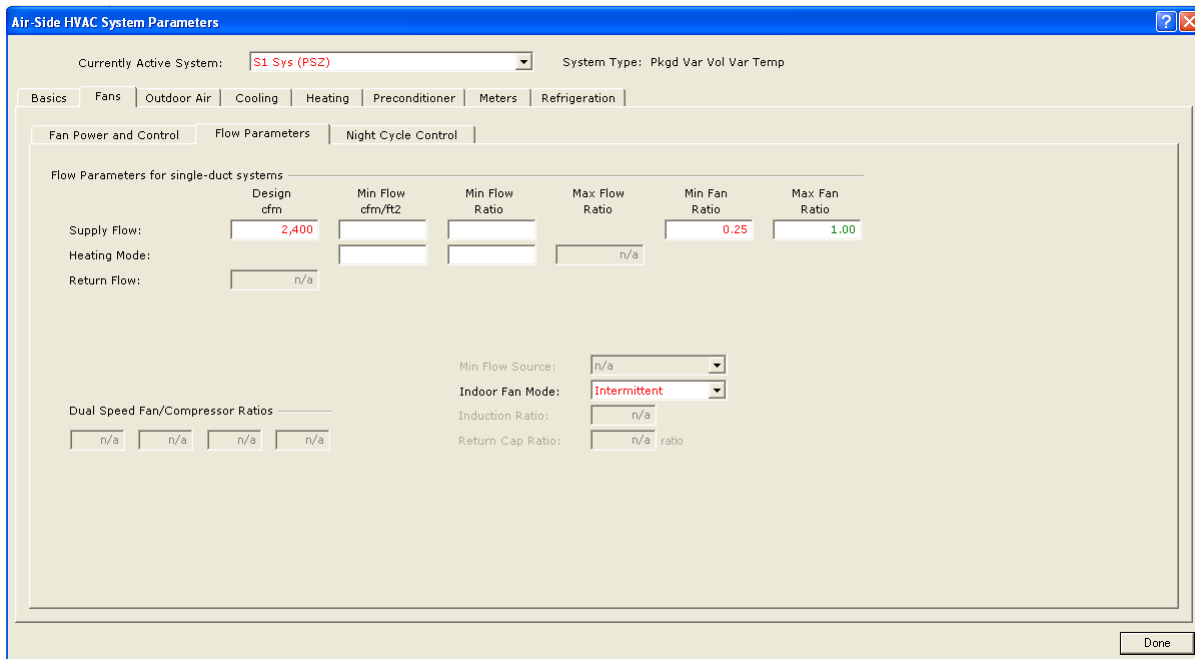 Air-Side HVAC System Parameters
Currently Active System: S1 Sys (PSZ) System Type: Pkgd Var Vol Var Temp
Basics Fans Outdoor Air Cooling Heating Preconditioner Meters Refrigeration
Fan Power and Control Flow Parameters Night Cycle Control
Flow Parameters for single-duct systems
Design Min Flow Min Flow Max Flow Min Fan Max Fan
cfm cfm/ft2 Ratio Ratio Ratio Ratio
Supply Flow: 2,400 0.25 1.00
Heating Mode: n/a
Return Flow: n/a
Min Flow Source: n/a
Indoor Fan Mode: Intermittent
Dual Speed Fan/Compressor Ratios
Induction Ratio: n/a
n/a n/a n/a n/a
Return Cap Ratio: n/a ratio
Done